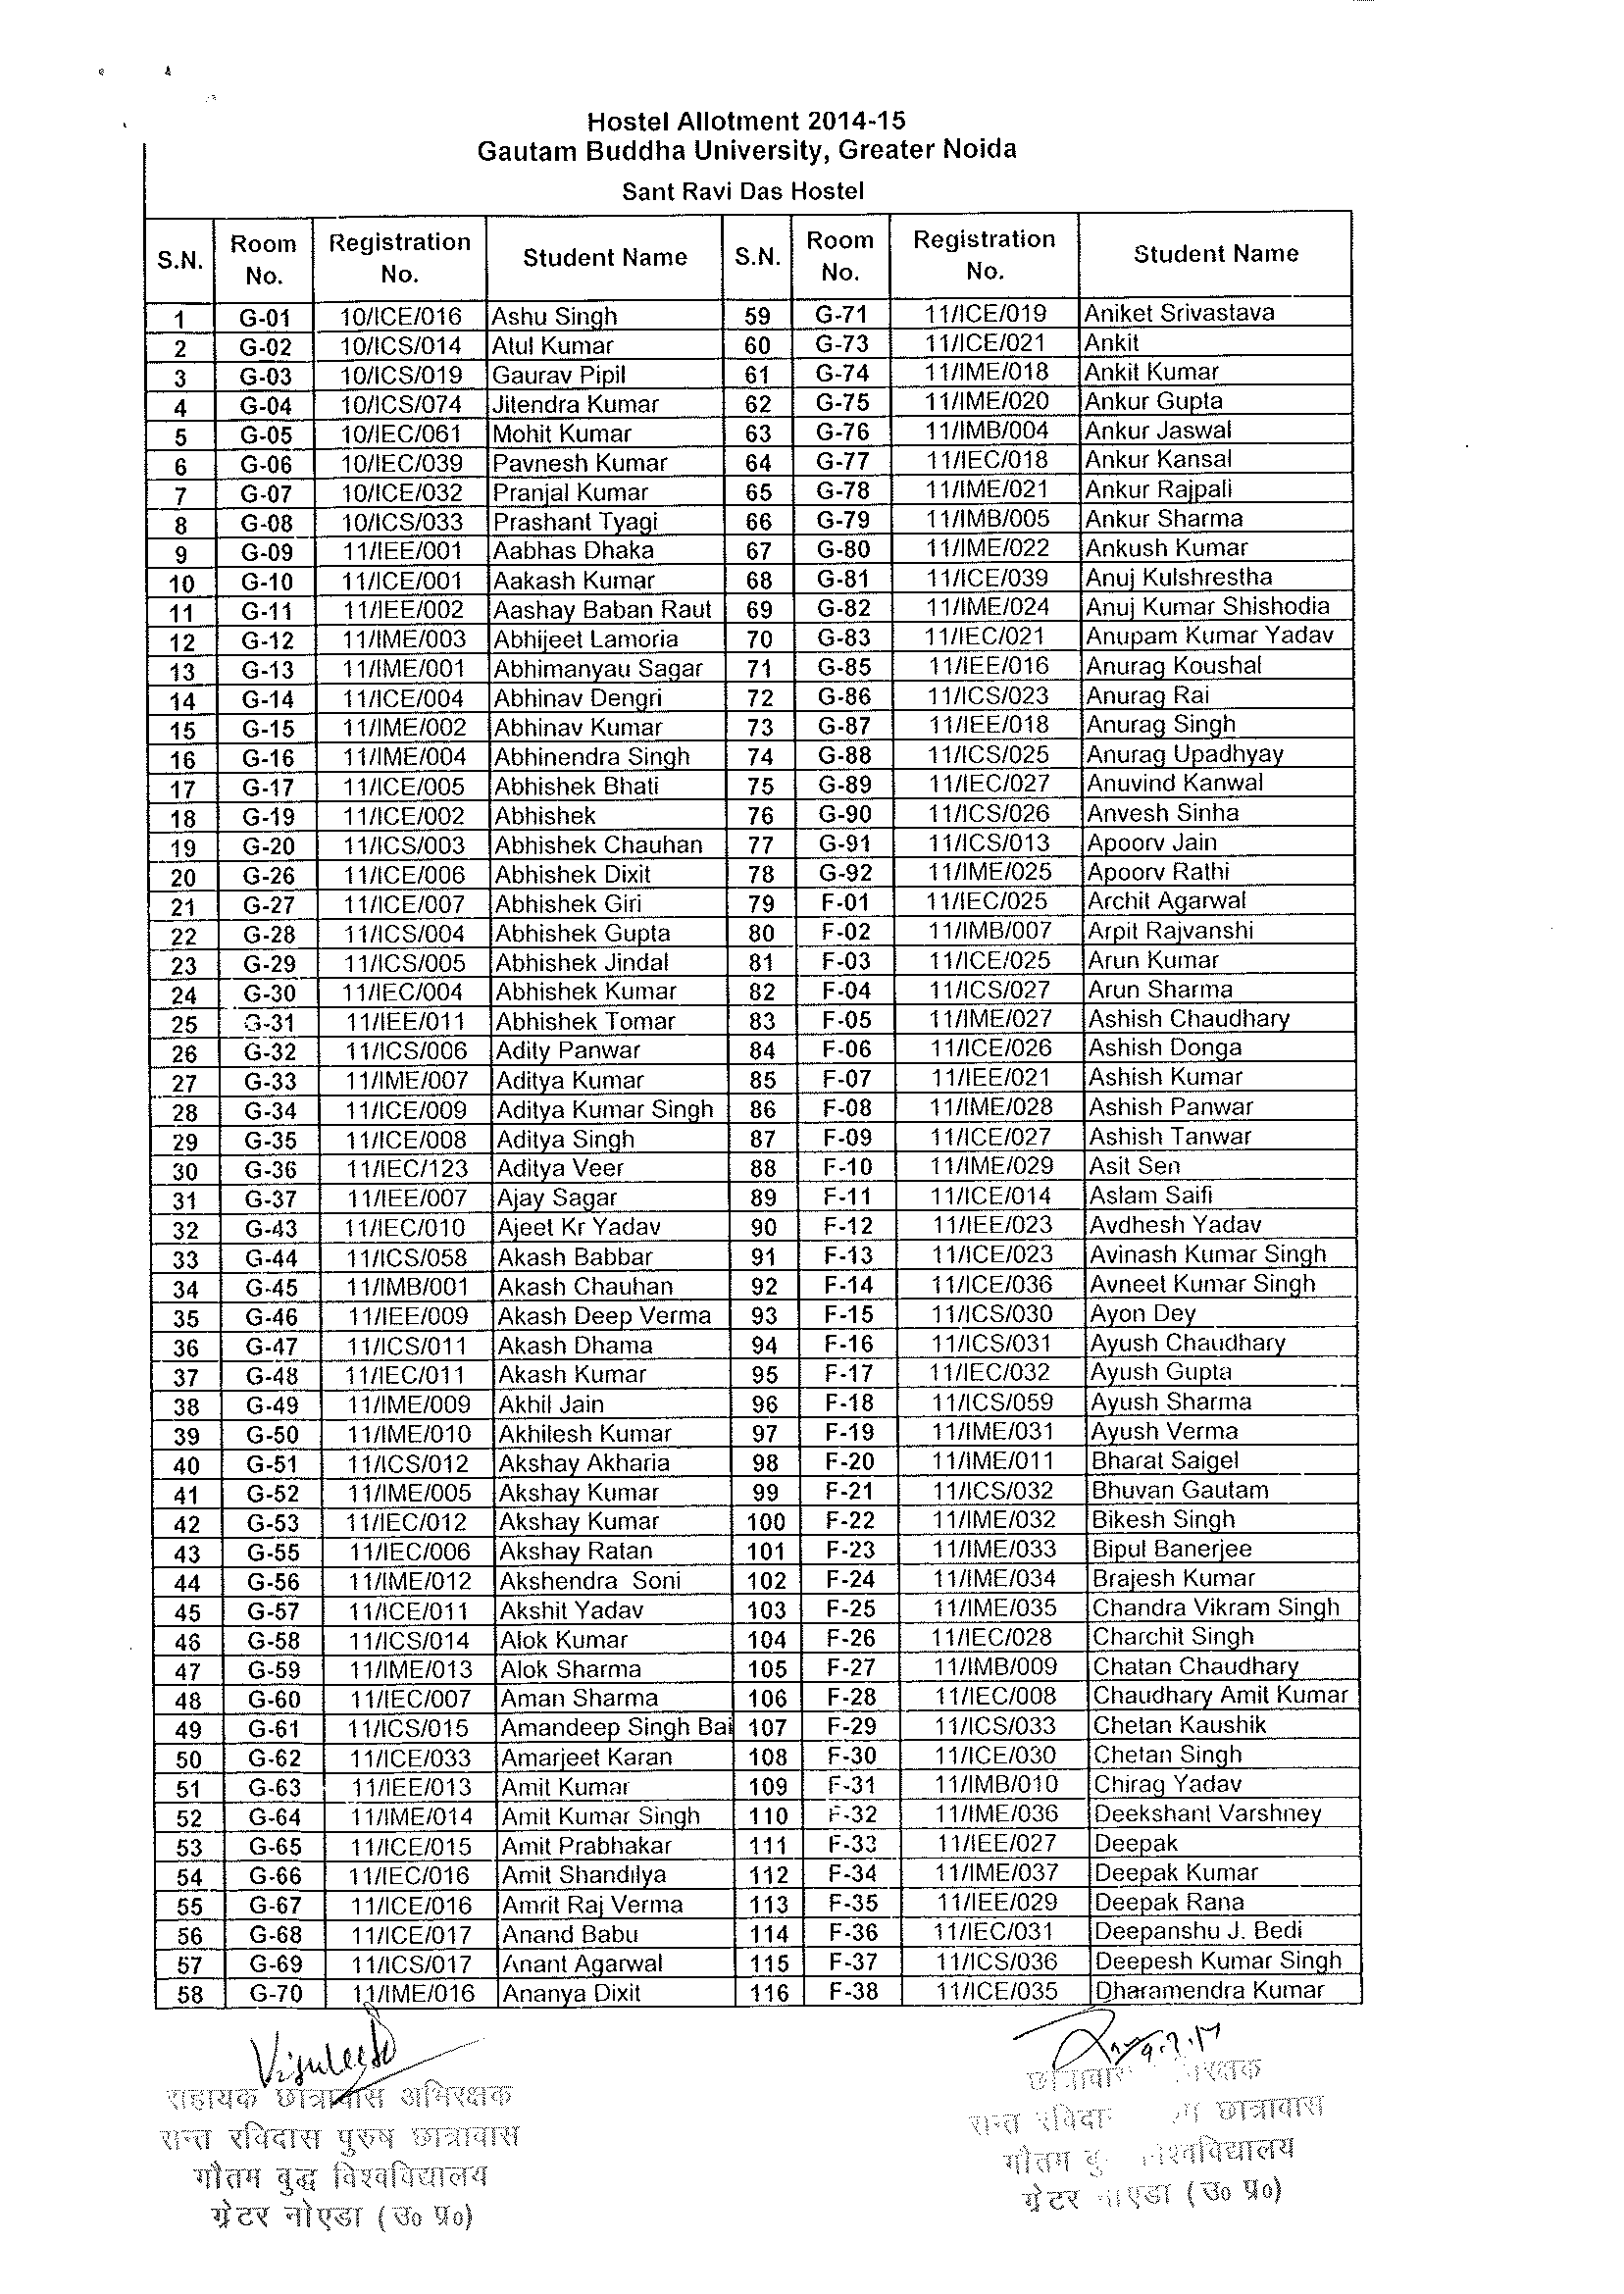 Hostel Allotment 2014-15
Gautam Buddha University, Greater Noida
Sant Ravi Das Hostel
S.N. Room No. Registration No. Student Name S.N. Room No. Registration No. Student Name
1 G-01 10/ICE/016 Ashu Singh 59 G-71 11/ICE/019 Aniket Srivastava
2 G-02 10/ICS/014 Atul Kumar 60 G-73 11/ICE/021 Ankit
3 G-03 10/ICS/019 Gaurav Pipil 61 G-74 11/IME/018 Ankit Kumar
4 G-04 10/ICS/074 Jitendra Kumar 62 G-75 11/IME/020 Ankur Gupta
5 G-05 10/IEC/061 Mohit Kumar 63 G-76 11/IMB/004 Ankur Jaswal
6 G-06 10/IEC/039 Pavnesh Kumar 64 G-77 11/IEC/018 Ankur Kansal
7 G-07 10/ICE/032 Pranjal Kumar 65 G-78 11/IME/021 Ankur Rajpali
8 G-08 10/ICS/033 Prashant Tyagi 66 G-79 11/IMB/005 Ankur Sharma
9 G-09 11/IEE/001 Aabhas Dhaka 67 G-80 11/IME/022 Ankush Kumar
10 G-10 11/ICE/001 Aakash Kumar 68 G-81 11/ICE/039 Anuj Kulshrestha
11 G-11 11/IEE/002 Aashay Baban Raut 69 G-82 11/IME/024 Anuj Kumar Shishodia
12 G-12 11/IME/003 Abhijeet Lamoria 70 G-83 11/IEC/021 Anupam Kumar Yadav
13 G-13 11/IME/001 Abhimanyau Sagar 71 G-85 11/IEE/016 Anurag Koushal
14 G-14 11/ICE/004 Abhinav Dengri 72 G-86 11/ICS/023 Anurag Rai
15 G-15 11/IME/002 Abhinav Kumar 73 G-87 11/IEE/018 Anurag Singh
16 G-16 11/IME/004 Abhinendra Singh 74 G-88 11/ICS/025 Anurag Upadhyay
17 G-17 11/ICE/005 Abhishek Bhati 75 G-89 11/IEC/027 Anuvind Kanwal
18 G-19 11/ICE/002 Abhishek 76 G-90 11/ICS/026 Anvesh Sinha
19 G-20 11/ICS/003 Abhishek Chauhan 77 G-91 11/ICS/013 Apoorv Jain
20 G-26 11/ICE/006 Abhishek Dixit 78 G-92 11/IME/025 Apoorv Rathi
21 G-27 11/ICE/007 Abhishek Giri 79 F-01 11/IEC/025 Archit Agarwal
22 G-28 11/ICS/004 Abhishek Gupta 80 F-02 11/IMB/007 Arpit Rajvanshi
23 G-29 11/ICS/005 Abhishek Jindal 81 F-03 11/ICE/025 Arun Kumar
24 G-30 11/IEC/004 Abhishek Kumar 82 F-04 11/ICS/027 Arun Sharma
25 G-31 11/IEE/011 Abhishek Tomar 83 F-05 11/IME/027 Ashish Chaudhary
26 G-32 11/ICS/006 Adity Panwar 84 F-06 11/ICE/026 Ashish Donga
27 G-33 11/IME/007 Aditya Kumar 85 F-07 11/IEE/021 Ashish Kumar
28 G-34 11/ICE/009 Aditya Kumar Singh 86 F-08 11/IME/028 Ashish Panwar
29 G-35 11/ICE/008 Aditya Singh 87 F-09 11/ICE/027 Ashish Tanwar
30 G-36 11/IEC/123 Aditya Veer 88 F-10 11/IME/029 Asit Sen
31 G-37 11/IEE/007 Ajay Sagar 89 F-11 11/ICE/014 Aslam Saifi
32 G-43 11/IEC/010 Ajeet Kr Yadav 90 F-12 11/IEE/023 Avdhesh Yadav
33 G-44 11/ICS/058 Akash Babbar 91 F-13 11/ICE/023 Avinash Kumar Singh
34 G-45 11/IMB/001 Akash Chauhan 92 F-14 11/ICE/036 Avneet Kumar Singh
35 G-46 11/IEE/009 Akash Deep Verma 93 F-15 11/ICS/030 Ayon Dey
36 G-47 11/ICS/011 Akash Dhama 94 F-16 11/ICS/031 Ayush Chaudhary
37 G-48 11/IEC/011 Akash Kumar 95 F-17 11/IEC/032 Ayush Gupta
38 G-49 11/IME/009 Akhil Jain 96 F-18 11/ICS/059 Ayush Sharma
39 G-50 11/IME/010 Akhilesh Kumar 97 F-19 11/IME/031 Ayush Verma
40 G-51 11/ICS/012 Akshay Akharia 98 F-20 11/IME/011 Bharat Saigel
41 G-52 11/IME/005 Akshay Kumar 99 F-21 11/ICS/032 Bhuvan Gautam
42 G-53 11/IEC/012 Akshay Kumar 100 F-22 11/IME/032 Bikesh Singh
43 G-55 11/IEC/006 Akshay Ratan 101 F-23 11/IME/033 Bipul Banerjee
44 G-56 11/IME/012 Akshendra Soni 102 F-24 11/IME/034 Brajesh Kumar
45 G-57 11/ICE/011 Akshit Yadav 103 F-25 11/IME/035 Chandra Vikram Singh
46 G-58 11/ICS/014 Alok Kumar 104 F-26 11/IEC/028 Charchit Singh
47 G-59 11/IME/013 Alok Sharma 105 F-27 11/IMB/009 Chatan Chaudhary
48 G-60 11/IEC/007 Aman Sharma 106 F-28 11/IEC/008 Chaudhary Amit Kumar
49 G-61 11/ICS/015 Amandeep Singh Bai 107 F-29 11/ICS/033 Chetan Kaushik
50 G-62 11/ICE/033 Amarjeet Karan 108 F-30 11/ICE/030 Chetan Singh
51 G-63 11/IEE/013 Amit Kumar 109 F-31 11/IMB/010 Chirag Yadav
52 G-64 11/IME/014 Amit Kumar Singh 110 F-32 11/IME/036 Deekshant Varshney
53 G-65 11/ICE/015 Amit Prabhakar 111 F-33 11/IEE/027 Deepak
54 G-66 11/IEC/016 Amit Shandilya 112 F-34 11/IME/037 Deepak Kumar
55 G-67 11/ICE/016 Amrit Raj Verma 113 F-35 11/IEE/029 Deepak Rana
56 G-68 11/ICE/017 Anand Babu 114 F-36 11/IEC/031 Deepanshu J. Bedi
57 G-69 11/ICS/017 Anant Agarwal 115 F-37 11/ICS/036 Deepesh Kumar Singh
58 G-70 11/IME/016 Ananya Dixit 116 F-38 11/ICE/035 Dharamendra Kumar
सहायक छात्रावास अभिरक्षक
सन्त रविदास पुरुष छात्रावास छात्रावास
सन्त
गौतम बुद्ध विश्वविद्यालय गौतम
ग्रेटर नोएडा (उ० प्र०) ग्रेटर (उ० प्र०)